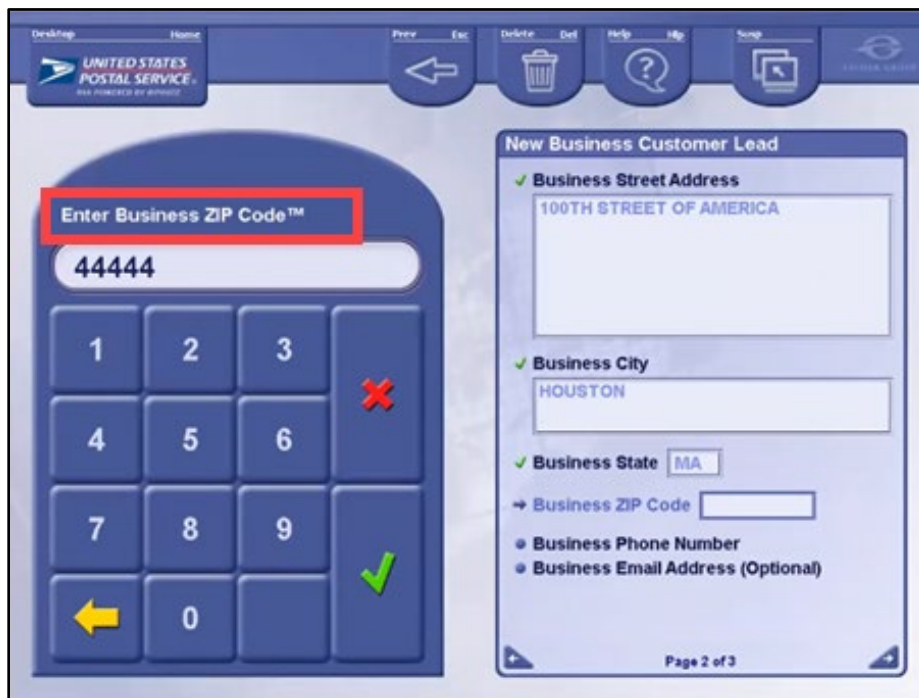 Desktop Home
Prev Esc
Delete Del
Help Hlp
Susp
UNITED STATES
POSTAL SERVICE.
New Business Customer Lead
Business Street Address
100TH STREET OF AMERICA
Enter Business ZIP Code™
44444
1 2 3
4 5 6
7 8 9
0
Business City
HOUSTON
Business State MA
Business ZIP Code
Business Phone Number
Business Email Address (Optional)
Page 2 of 3